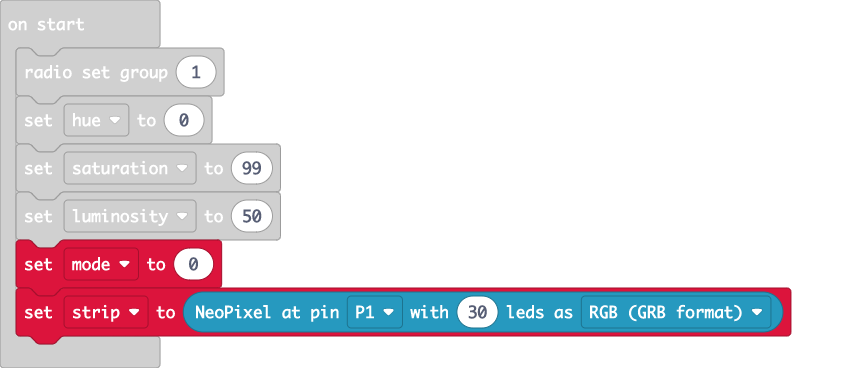 on start
radio set group 1
set hue to 0
set saturation to 99
set luminosity to 50
set mode to 0
set strip to NeoPixel at pin P1 with 30 leds as RGB (GRB format)